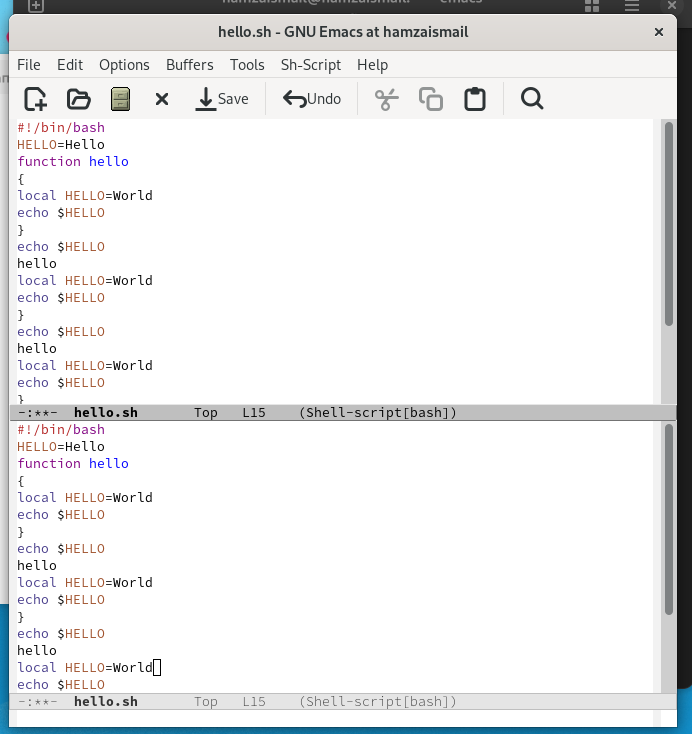 hello.sh - GNU Emacs at hamzaismail
File Edit Options Buffers Tools Sh-Script Help
Save Undo
#!/bin/bash
HELLO=Hello
function hello
{
local HELLO=World
echo $HELLO
}
echo $HELLO
hello
local HELLO=World
echo $HELLO
}
echo $HELLO
hello
local HELLO=World
echo $HELLO
}
-:**- hello.sh Top L15 (Shell-script[bash])
#!/bin/bash
HELLO=Hello
function hello
{
local HELLO=World
echo $HELLO
}
echo $HELLO
hello
local HELLO=World
echo $HELLO
}
echo $HELLO
hello
local HELLO=World
echo $HELLO
-:**- hello.sh Top L15 (Shell-script[bash])